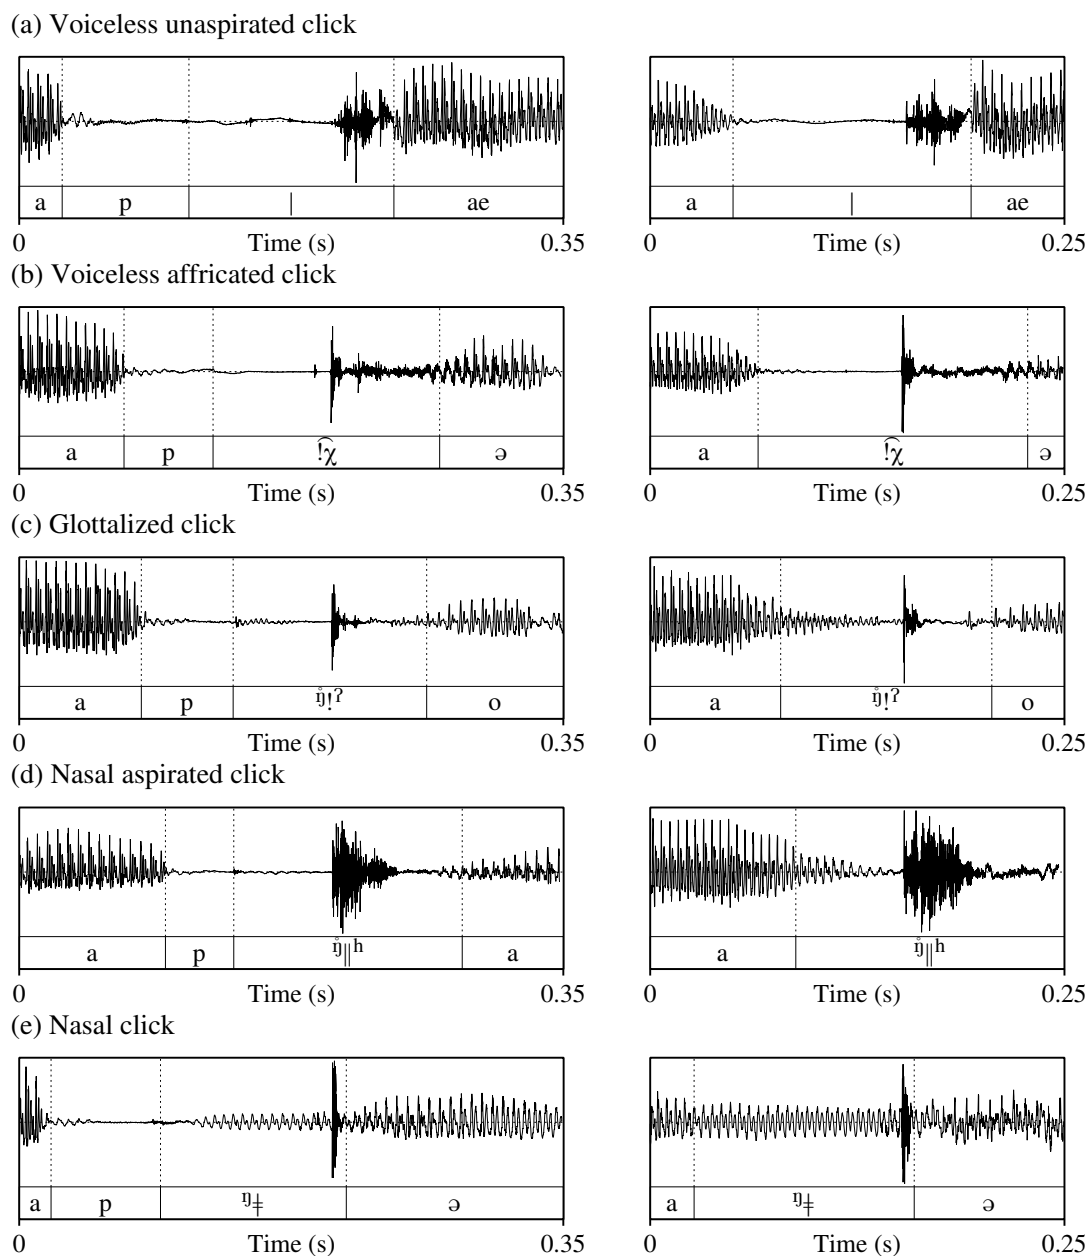 (a) Voiceless unaspirated click
a p | ae a | ae
0 Time (s) 0.35 0 Time (s) 0.25
(b) Voiceless affricated click
a p !͡χ ə a !͡χ ə
0 Time (s) 0.35 0 Time (s) 0.25
(c) Glottalized click
a p ᵑ̊!ˀ o a ᵑ̊!ˀ o
0 Time (s) 0.35 0 Time (s) 0.25
(d) Nasal aspirated click
a p ᵑ̊ǁʰ a a ᵑ̊ǁʰ
0 Time (s) 0.35 0 Time (s) 0.25
(e) Nasal click
a p ᵑǂ ə a ᵑǂ ə
0 Time (s) 0.35 0 Time (s) 0.25